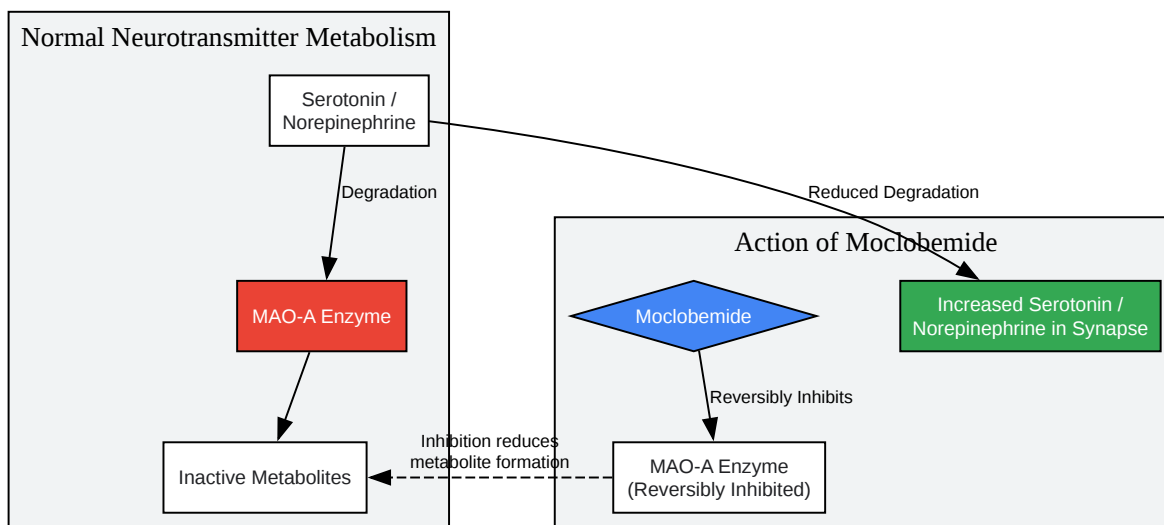 Normal Neurotransmitter Metabolism
Serotonin /
Norepinephrine
Degradation
MAO-A Enzyme
Inactive Metabolites
Reduced Degradation
Action of Moclobemide
Moclobemide
Increased Serotonin /
Norepinephrine in Synapse
Reversibly Inhibits
Inhibition reduces
metabolite formation
MAO-A Enzyme
(Reversibly Inhibited)